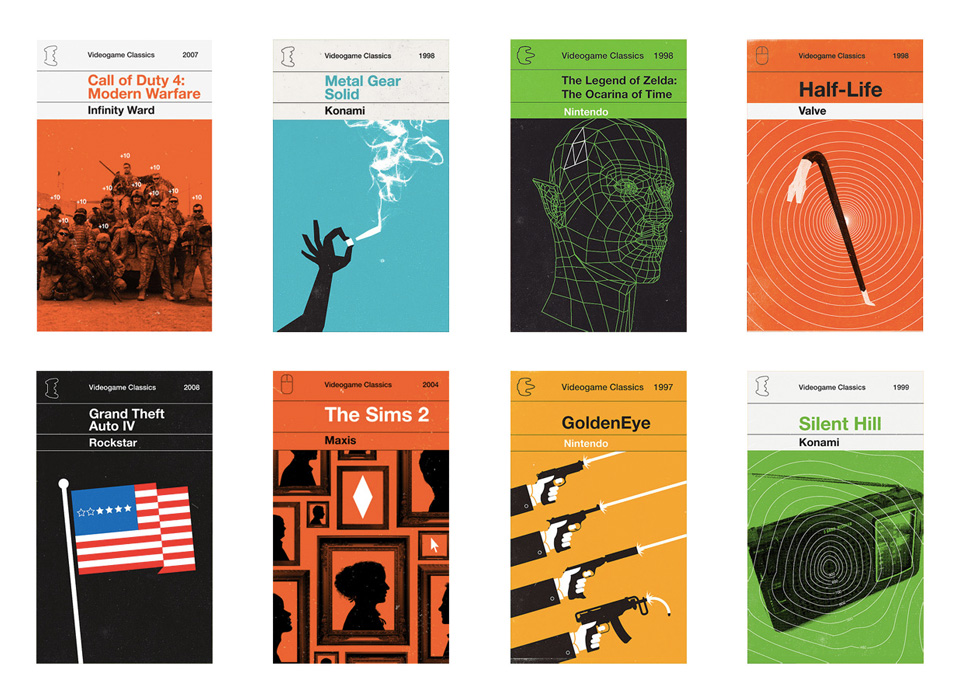 Videogame Classics 2007
Call of Duty 4:
Modern Warfare
Infinity Ward
+10
+10
+10
+10
+10
+10
+10
+10
+10
+10
Videogame Classics 1998
Metal Gear
Solid
Konami
Videogame Classics 1998
The Legend of Zelda:
The Ocarina of Time
Nintendo
Videogame Classics 1998
Half-Life
Valve
Videogame Classics 2008
Grand Theft
Auto IV
Rockstar
Videogame Classics 2004
The Sims 2
Maxis
Videogame Classics 1997
GoldenEye
Nintendo
Videogame Classics 1999
Silent Hill
Konami